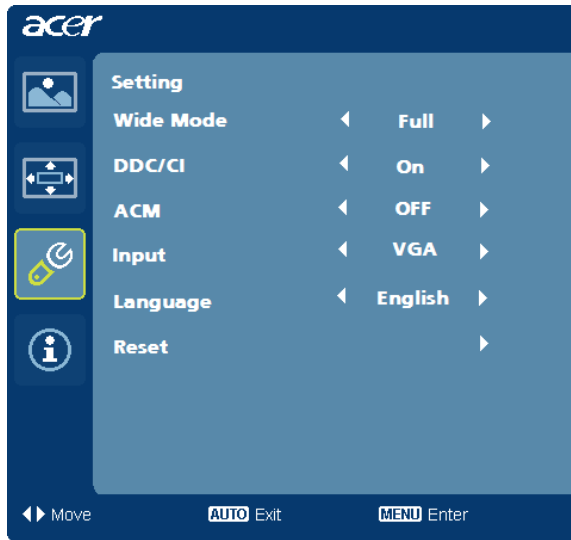 acer
Setting
Wide Mode Full
DDC/CI On
ACM OFF
Input VGA
Language English
Reset
Move AUTO Exit MENU Enter